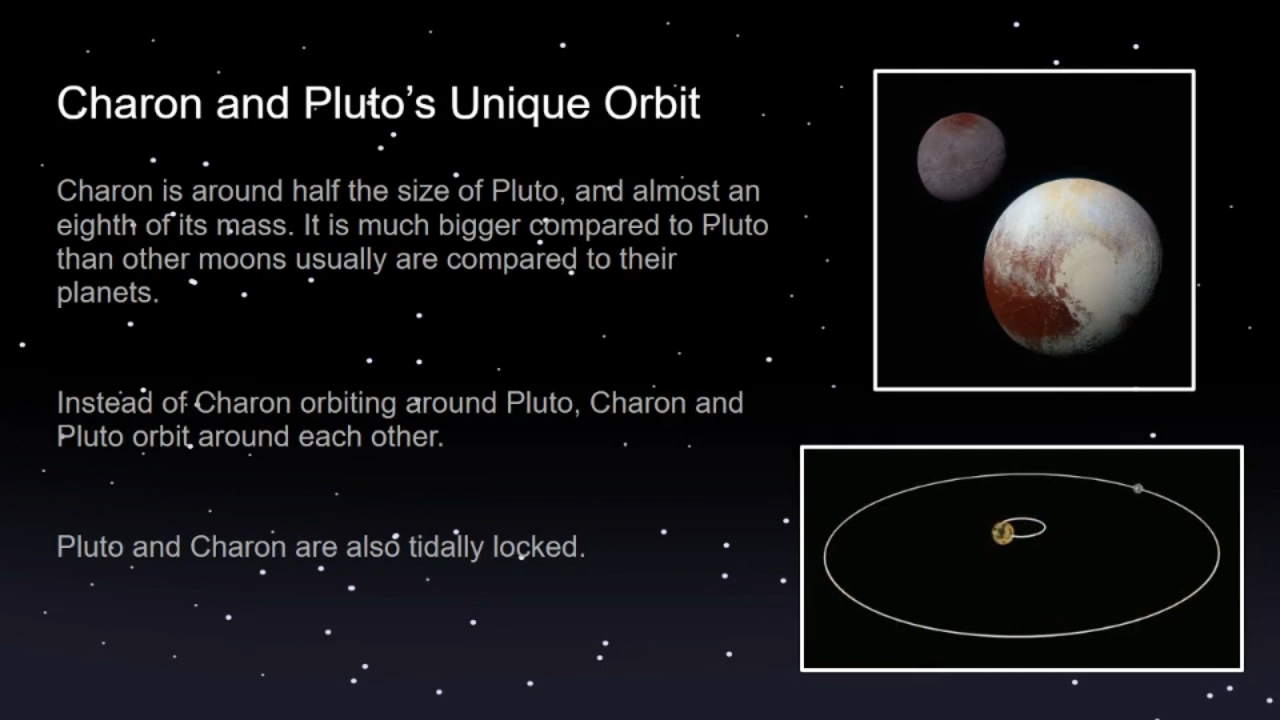 Charon and Pluto’s Unique Orbit
Charon is around half the size of Pluto, and almost an
eighth of its mass. It is much bigger compared to Pluto
than other moons usually are compared to their
planets.
Instead of Charon orbiting around Pluto, Charon and
Pluto orbit around each other.
Pluto and Charon are also tidally locked.